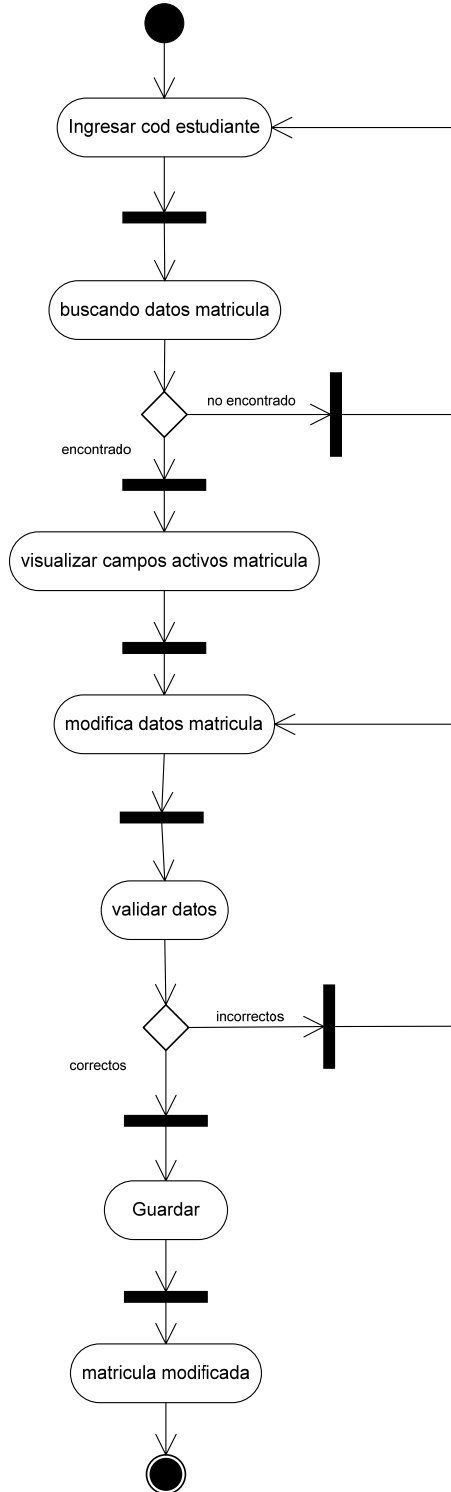 Ingresar cod estudiante
buscando datos matricula
no encontrado
encontrado
visualizar campos activos matricula
modifica datos matricula
validar datos
incorrectos
correctos
Guardar
matricula modificada